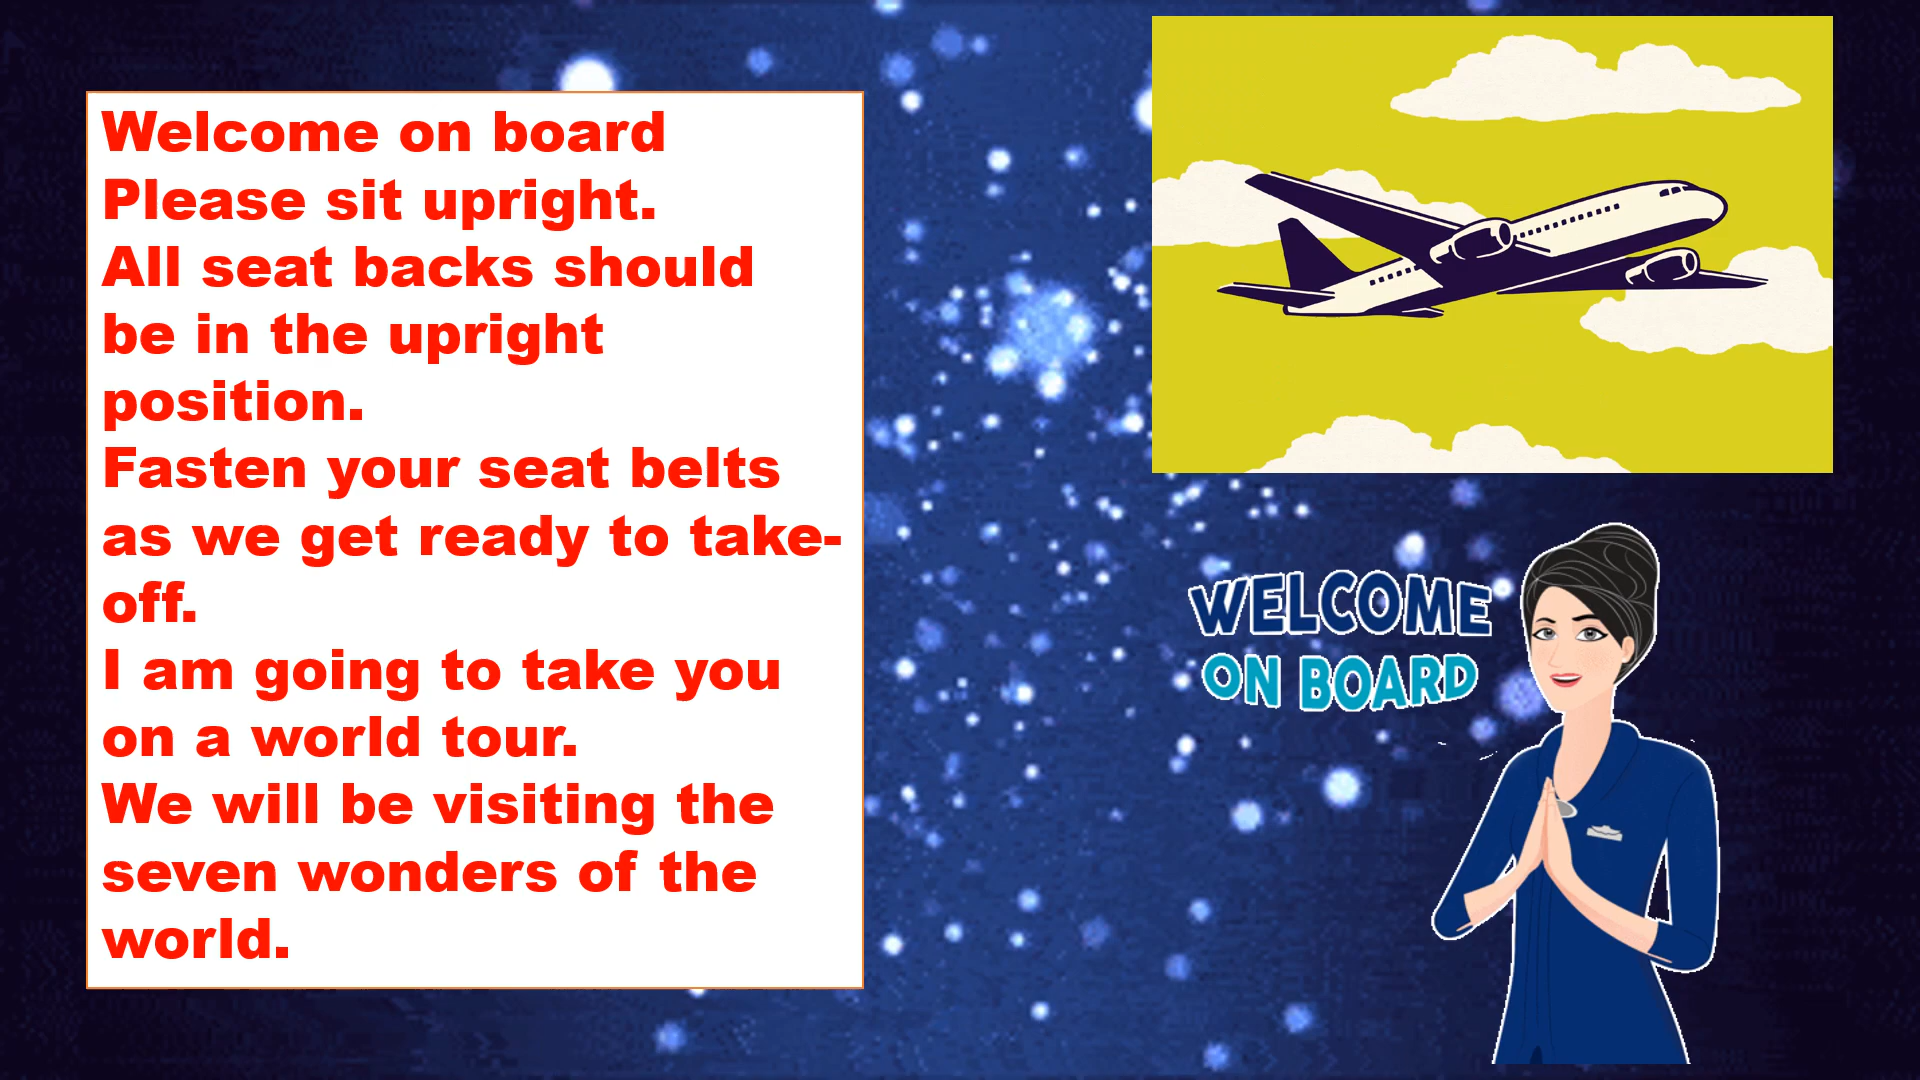 Welcome on board
Please sit upright.
All seat backs should
be in the upright
position.
Fasten your seat belts
as we get ready to take-
off.
I am going to take you
on a world tour.
We will be visiting the
seven wonders of the
world.
WELCOME
ON BOARD